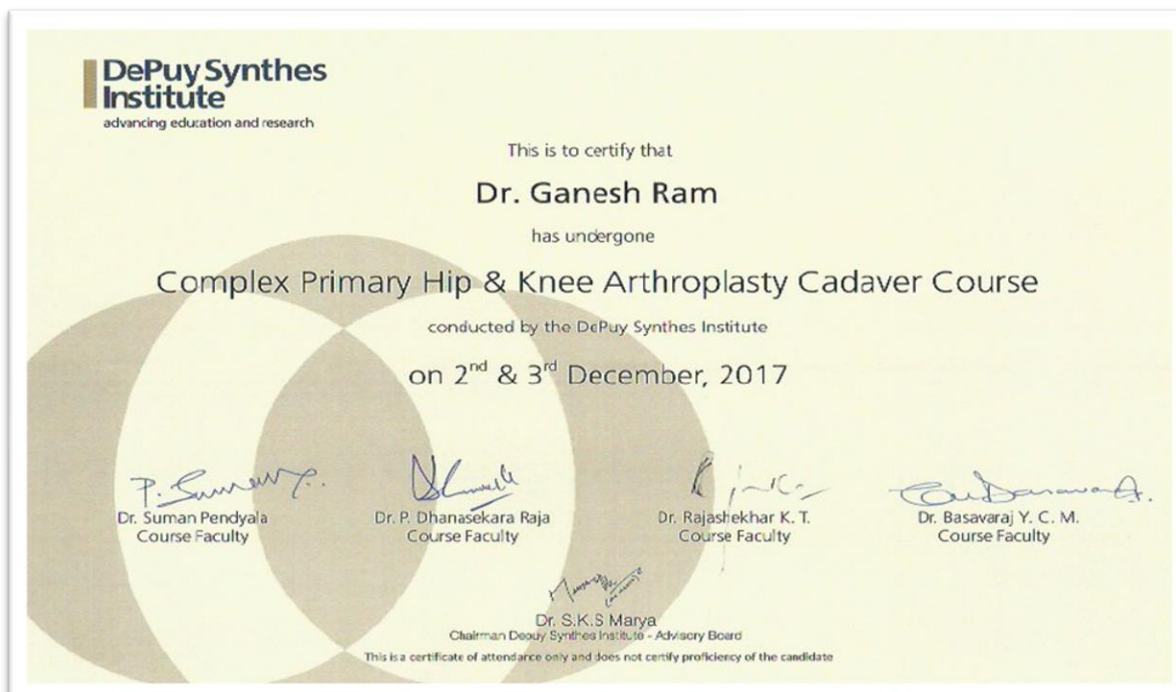 DePuy Synthes
Institute
advancing education and research
This is to certify that
Dr. Ganesh Ram
has undergone
Complex Primary Hip & Knee Arthroplasty Cadaver Course
conducted by the DePuy Synthes Institute
on 2nd & 3rd December, 2017
P. Suman
Dr. Suman Pendyala
Course Faculty
Dr. P. Dhanasekara Raja
Course Faculty
Dr. Rajashekhar K. T.
Course Faculty
Dr. Basavaraj Y. C. M.
Course Faculty
Dr. S.K.S Marya
Chairman Depuy Synthes Institute - Advisory Board
This is a certificate of attendance only and does not certify proficiency of the candidate